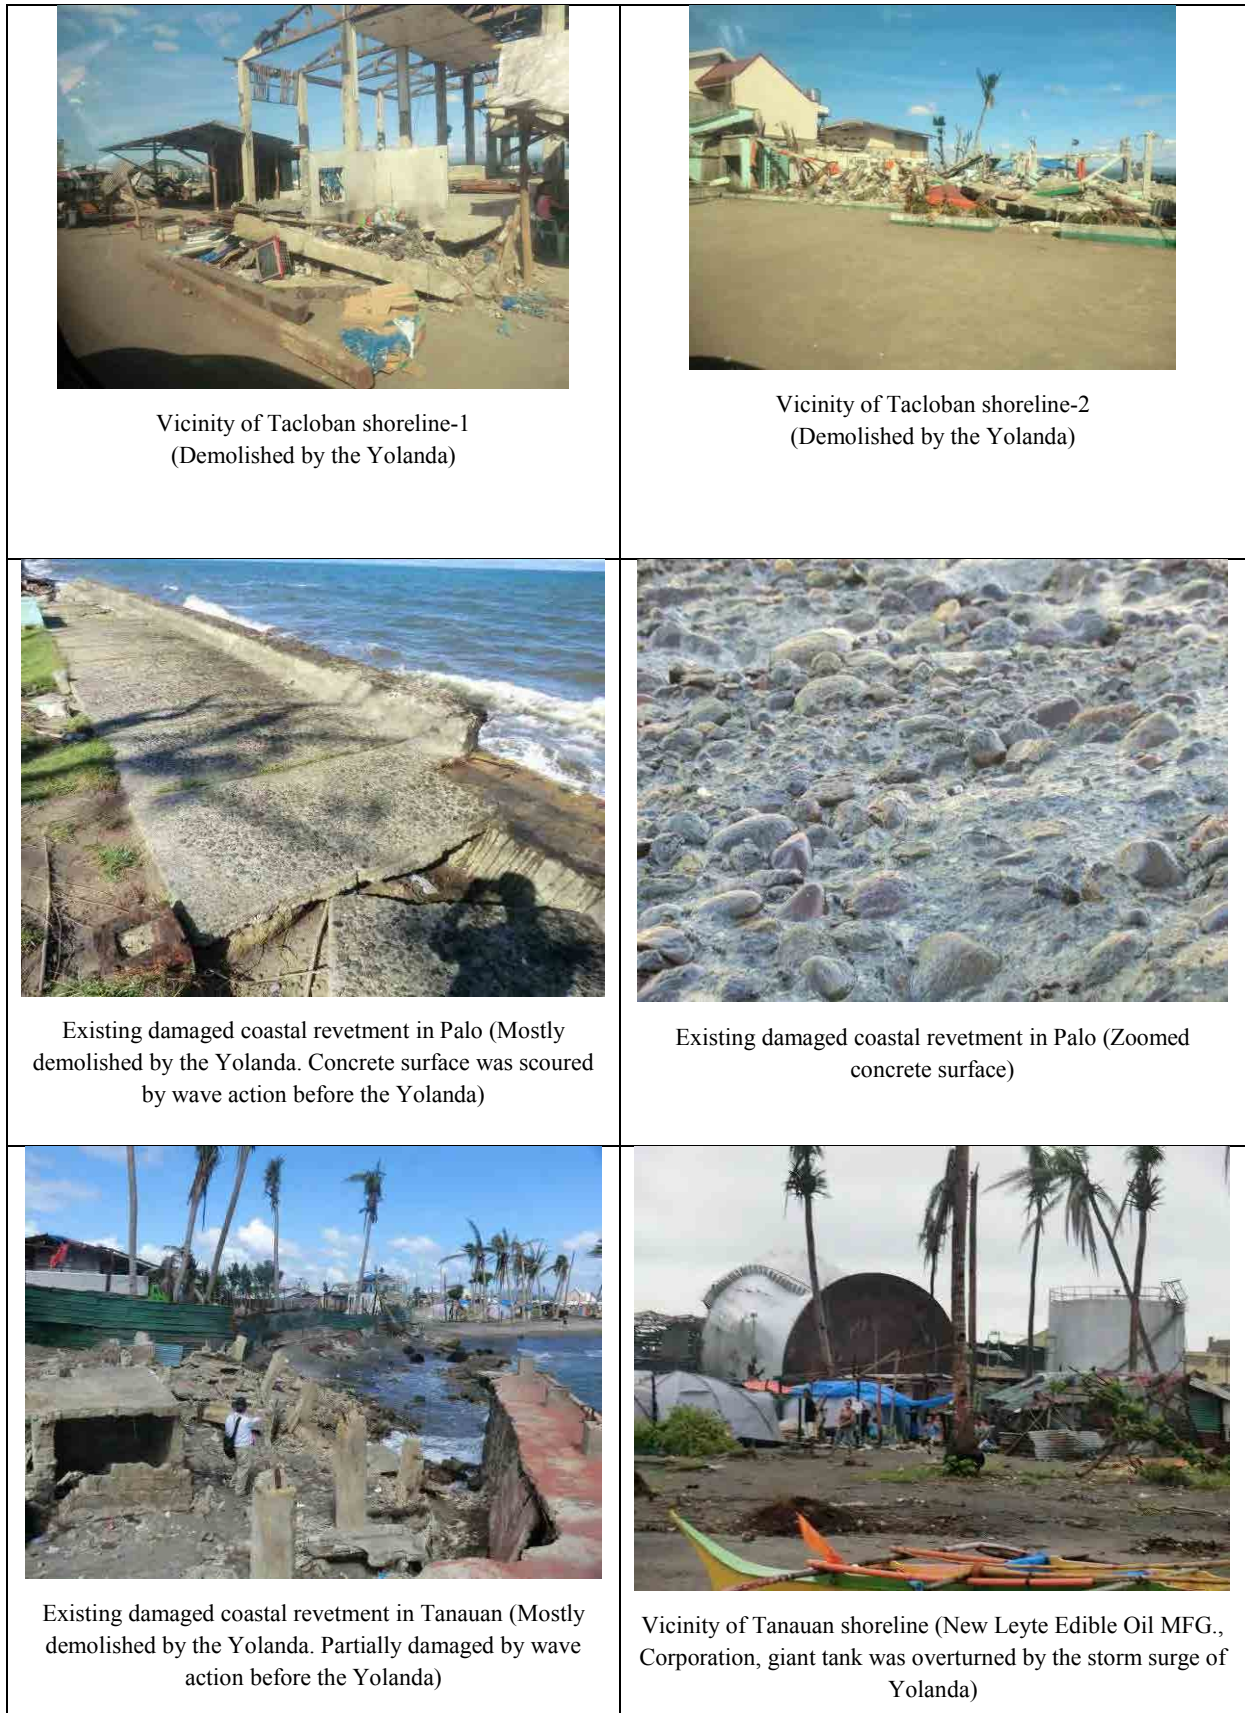 Vicinity of Tacloban shoreline-1
(Demolished by the Yolanda)
Vicinity of Tacloban shoreline-2
(Demolished by the Yolanda)
Existing damaged coastal revetment in Palo (Mostly
demolished by the Yolanda. Concrete surface was scoured
by wave action before the Yolanda)
Existing damaged coastal revetment in Palo (Zoomed
concrete surface)
Existing damaged coastal revetment in Tanauan (Mostly
demolished by the Yolanda. Partially damaged by wave
action before the Yolanda)
Vicinity of Tanauan shoreline (New Leyte Edible Oil MFG.,
Corporation, giant tank was overturned by the storm surge of
Yolanda)